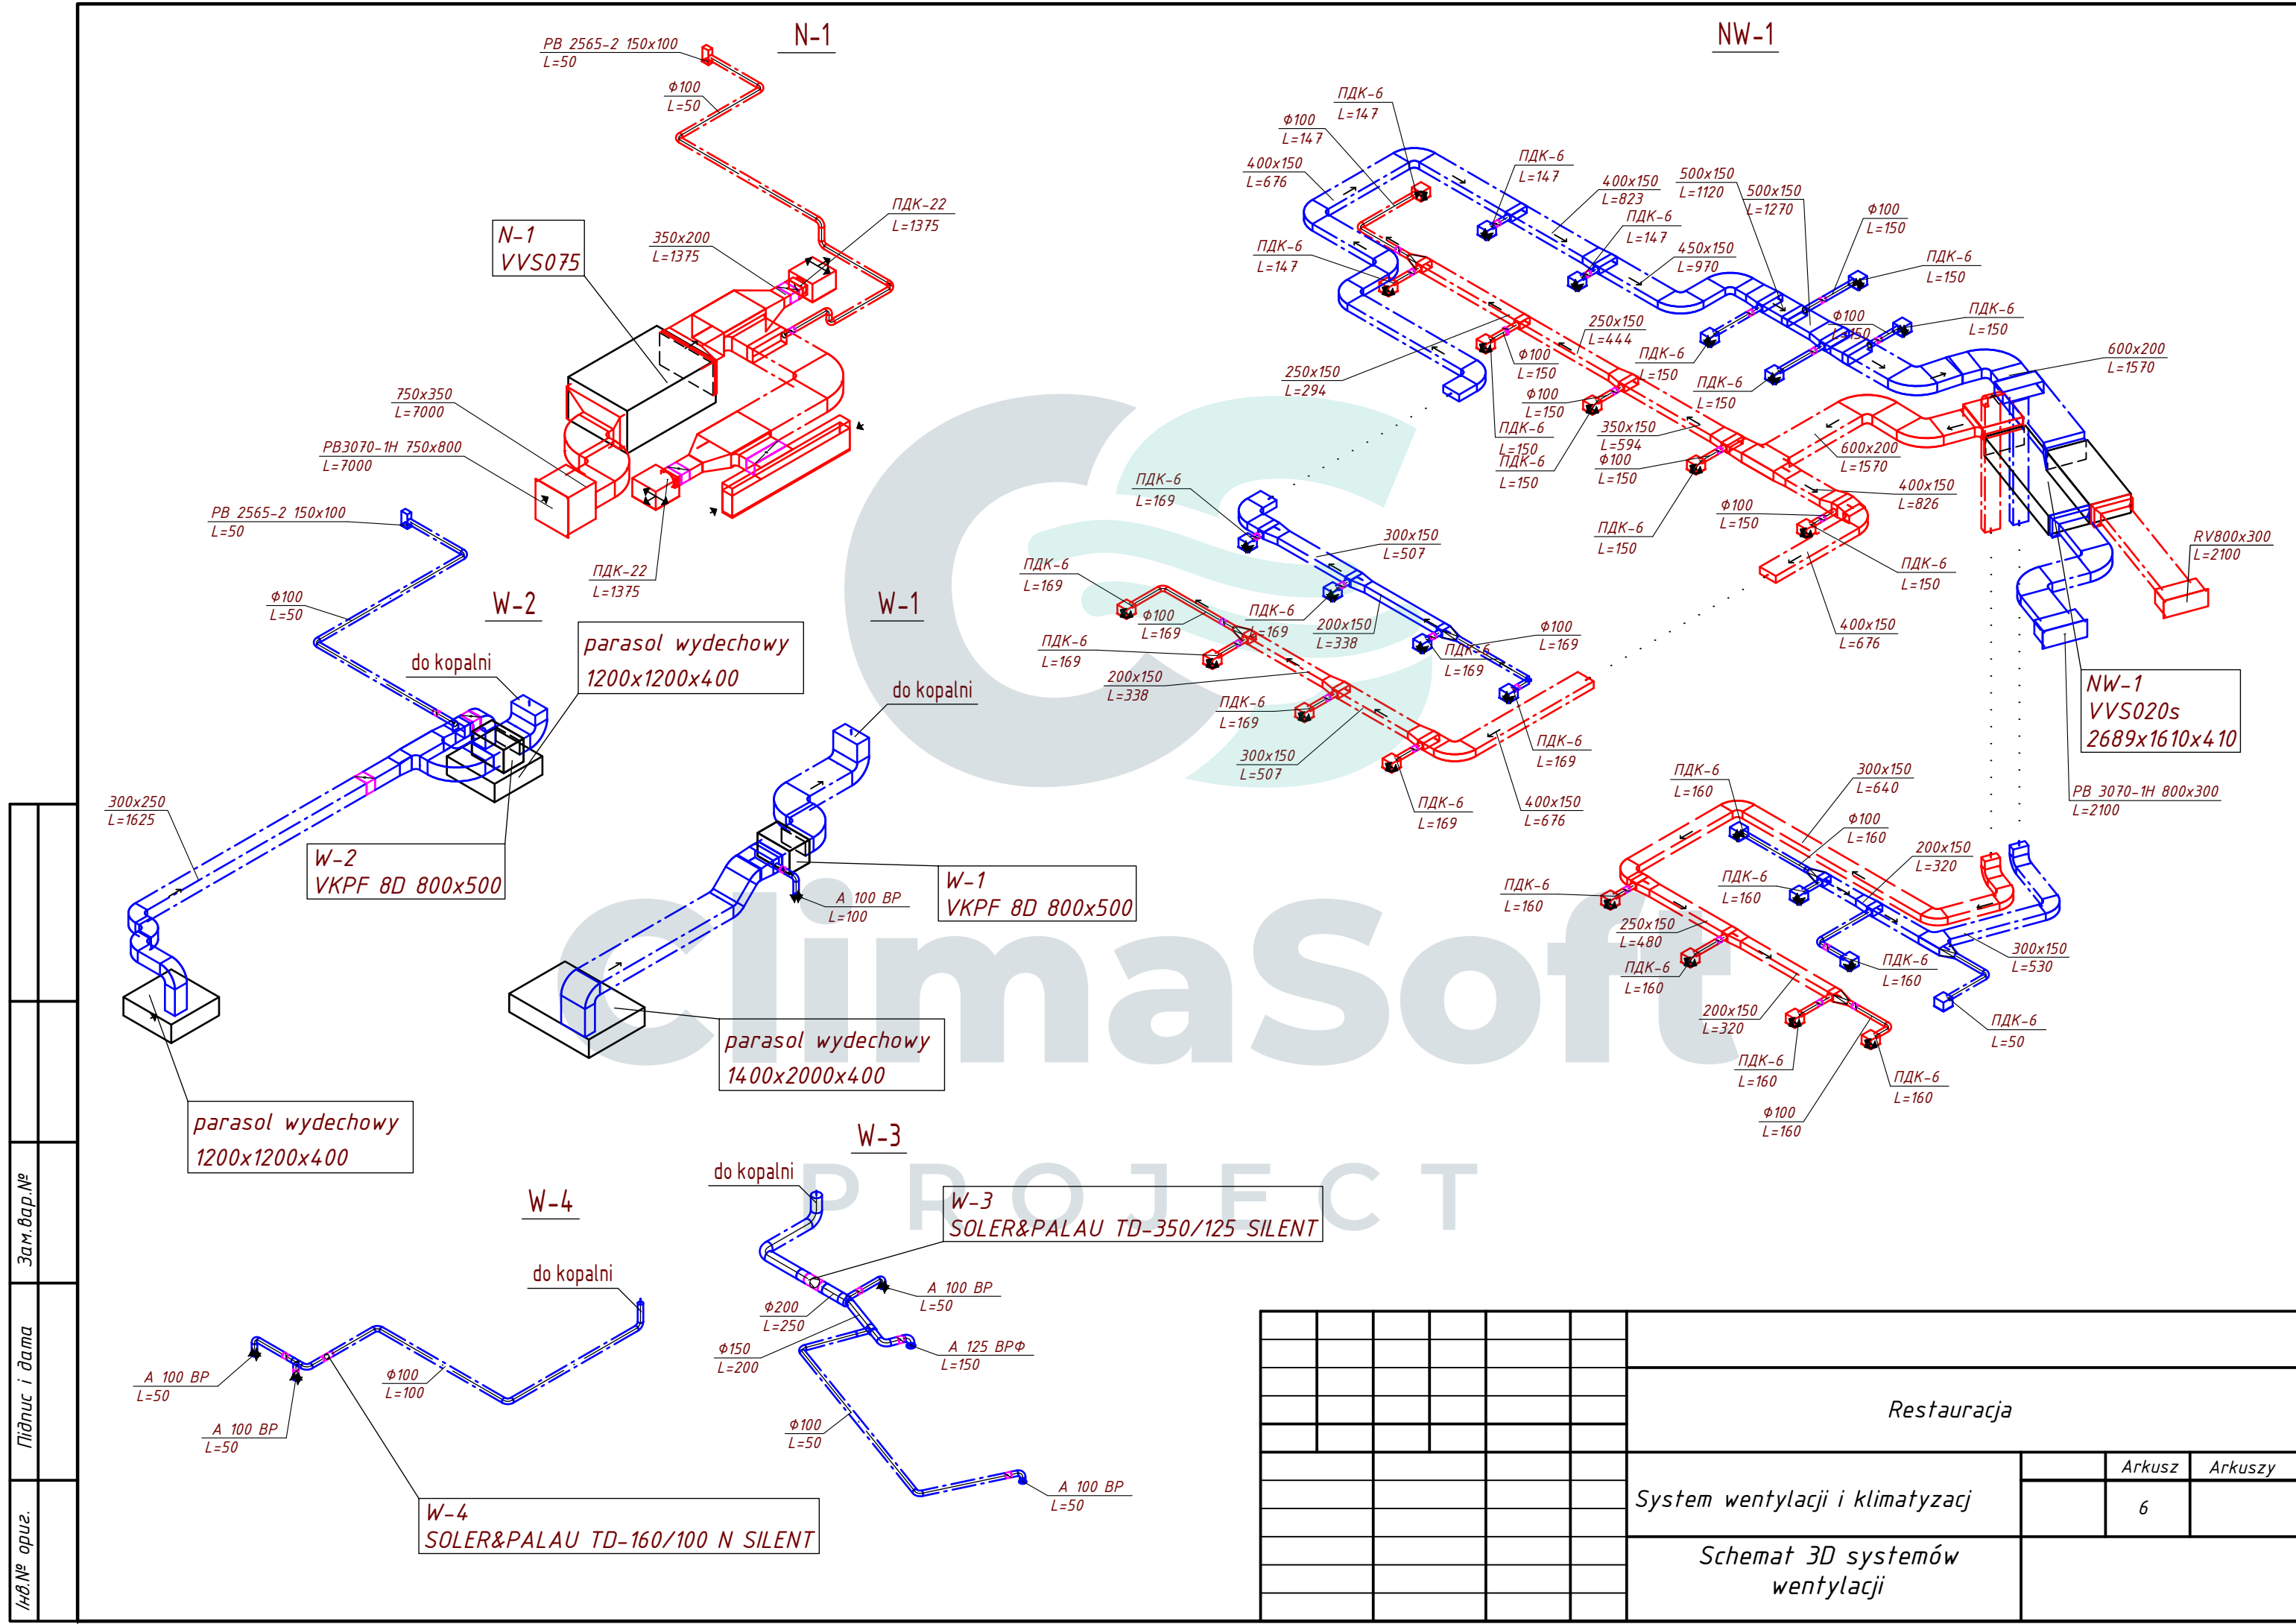 N-1
PB 2565-2 150x100
L=50
Ф100
L=50
ПДК-22
L=1375
350x200
L=1375
N-1
VVS075
750x350
L=7000
PB3070-1H 750x800
L=7000
ПДК-22
L=1375
W-2
PB 2565-2 150x100
L=50
Ф100
L=50
do kopalni
parasol wydechowy
1200x1200x400
300x250
L=1625
W-2
VKPF 8D 800x500
parasol wydechowy
1200x1200x400
W-1
do kopalni
A 100 BP
L=100
W-1
VKPF 8D 800x500
parasol wydechowy
1400x2000x400
W-3
do kopalni
W-3
SOLER&PALAU TD-350/125 SILENT
A 100 BP
L=50
Ф200
L=250
Ф150
L=200
A 125 BPФ
L=150
Ф100
L=50
A 100 BP
L=50
W-4
do kopalni
A 100 BP
L=50
Ф100
L=100
A 100 BP
L=50
W-4
SOLER&PALAU TD-160/100 N SILENT
NW-1
ПДК-6
L=147
Ф100
L=147
400x150
L=676
ПДК-6
L=147
400x150
L=823
500x150
L=1120
500x150
L=1270
ПДК-6
L=147
Ф100
L=150
ПДК-6
L=147
450x150
L=970
ПДК-6
L=150
Ф100
L=150
ПДК-6
L=150
250x150
L=444
ПДК-6
L=150
600x200
L=1570
250x150
L=294
Ф100
L=150
ПДК-6
L=150
Ф100
L=150
ПДК-6
L=150
350x150
L=594
600x200
L=1570
ПДК-6
L=150
Ф100
L=150
400x150
L=826
ПДК-6
L=169
Ф100
L=150
ПДК-6
L=150
300x150
L=507
RV800x300
L=2100
ПДК-6
L=150
ПДК-6
L=169
Ф100
L=169
ПДК-6
L=169
200x150
L=338
Ф100
L=169
400x150
L=676
ПДК-6
L=169
ПДК-6
L=169
200x150
L=338
ПДК-6
L=169
NW-1
VVS020s
2689x1610x410
300x150
L=507
ПДК-6
L=169
ПДК-6
L=169
400x150
L=676
PB 3070-1H 800x300
L=2100
ПДК-6
L=160
300x150
L=640
Ф100
L=160
200x150
L=320
ПДК-6
L=160
ПДК-6
L=160
250x150
L=480
300x150
L=530
ПДК-6
L=160
ПДК-6
L=160
200x150
L=320
ПДК-6
L=50
ПДК-6
L=160
ПДК-6
L=160
Ф100
L=160
ClimaSoft
PROJECT
Зам.вар.№
Підпис і дата
Інв.№ ориг.
Restauracja
System wentylacji i klimatyzacj
Arkusz
Arkuszy
6
Schemat 3D systemów
wentylacji